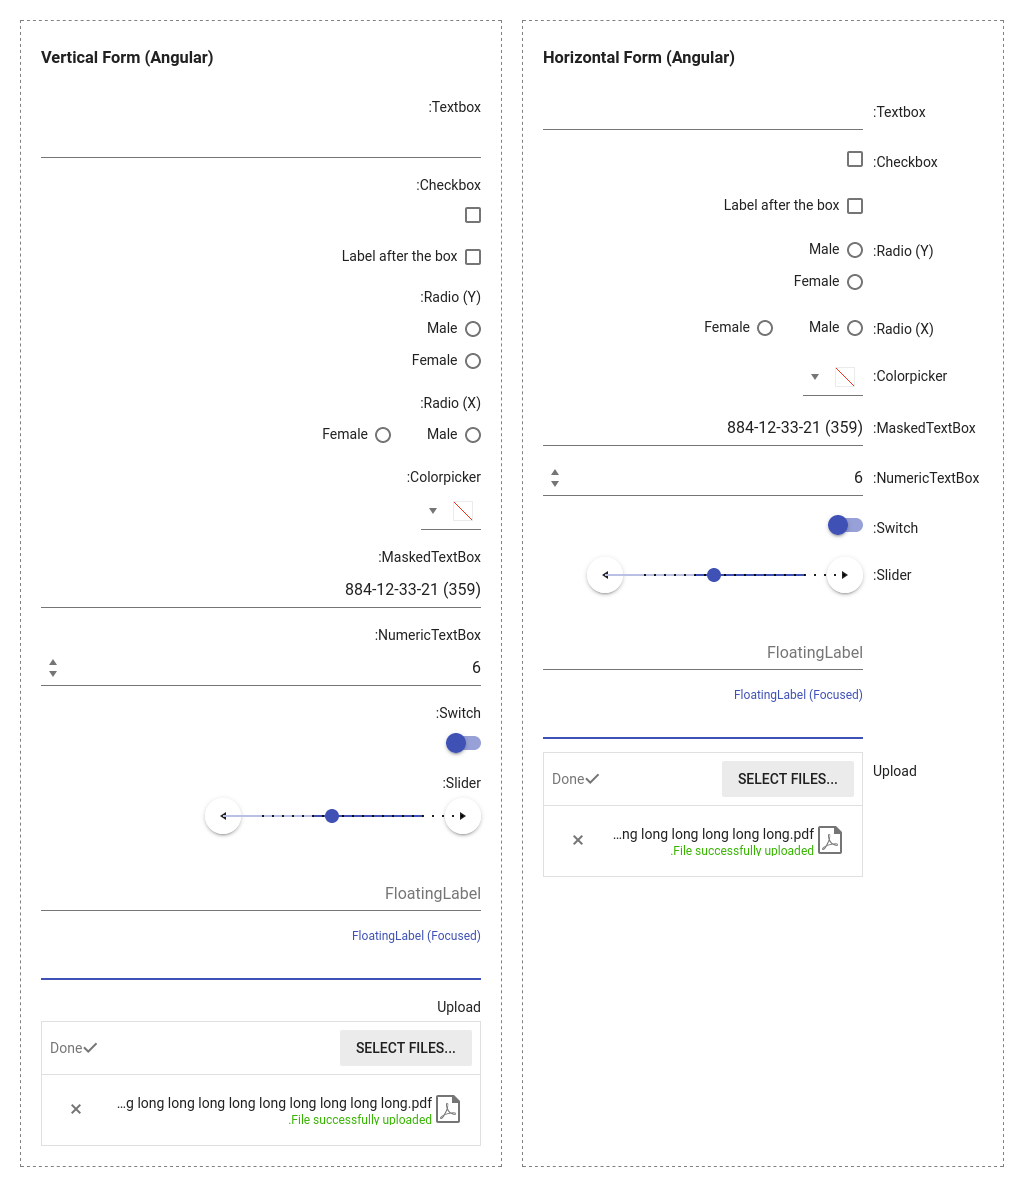 Vertical Form (Angular)
:Textbox
:Checkbox
Label after the box
:Radio (Y)
Male
Female
:Radio (X)
Female Male
:Colorpicker
:MaskedTextBox
884-12-33-21 (359)
:NumericTextBox
6
:Switch
:Slider
FloatingLabel
FloatingLabel (Focused)
Upload
Done SELECT FILES...
...g long long long long long long long long long.pdf
.File successfully uploaded
Horizontal Form (Angular)
:Textbox
:Checkbox
Label after the box
Male :Radio (Y)
Female
Female Male :Radio (X)
:Colorpicker
884-12-33-21 (359) :MaskedTextBox
6 :NumericTextBox
:Switch
:Slider
FloatingLabel
FloatingLabel (Focused)
Done SELECT FILES... Upload
...ng long long long long long.pdf
.File successfully uploaded